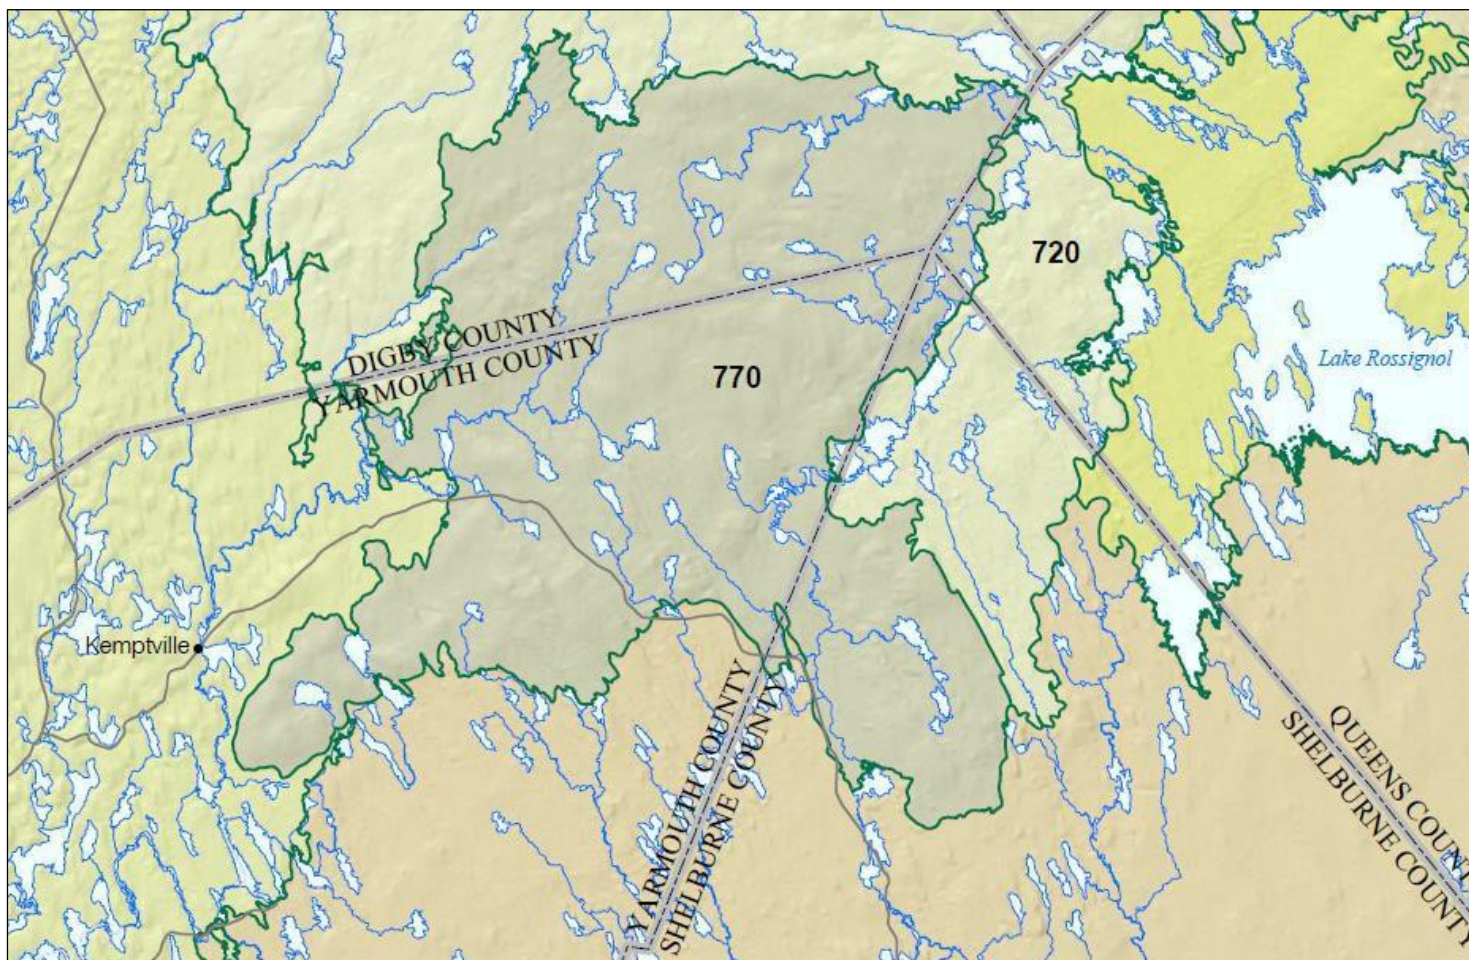 720
DIGBY COUNTY
YARMOUTH COUNTY
Lake Rossignol
770
Kemptville
YARMOUTH COUNTY
SHELBURNE COUNTY
QUEENS COUNTY
SHELBURNE COUNTY